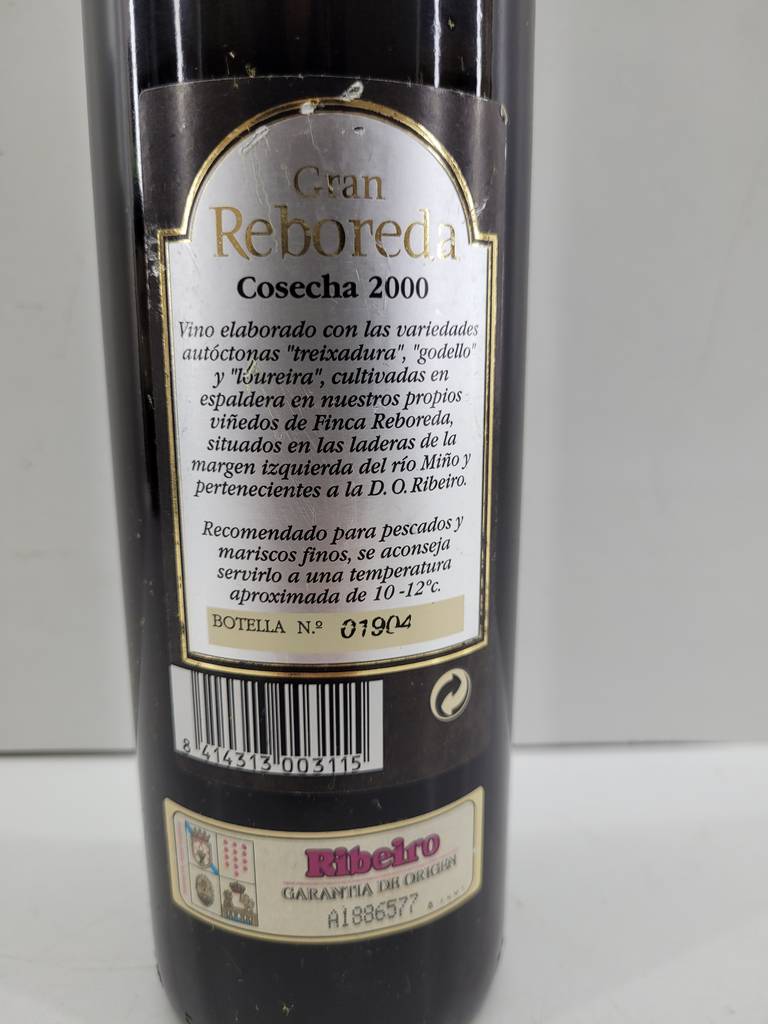 Gran
Reboreda
Cosecha 2000
Vino elaborado con las variedades
autóctonas "treixadura", "godello"
y "loureira", cultivadas en
espaldera en nuestros propios
viñedos de Finca Reboreda,
situados en las laderas de la
margen izquierda del río Miño y
pertenecientes a la D. O. Ribeiro.
Recomendado para pescados y
mariscos finos, se aconseja
servirlo a una temperatura
aproximada de 10 -12ºc.
BOTELLA N.º 01904
8 414313 003115
Ribeiro
GARANTIA DE ORIGEN
A1886577